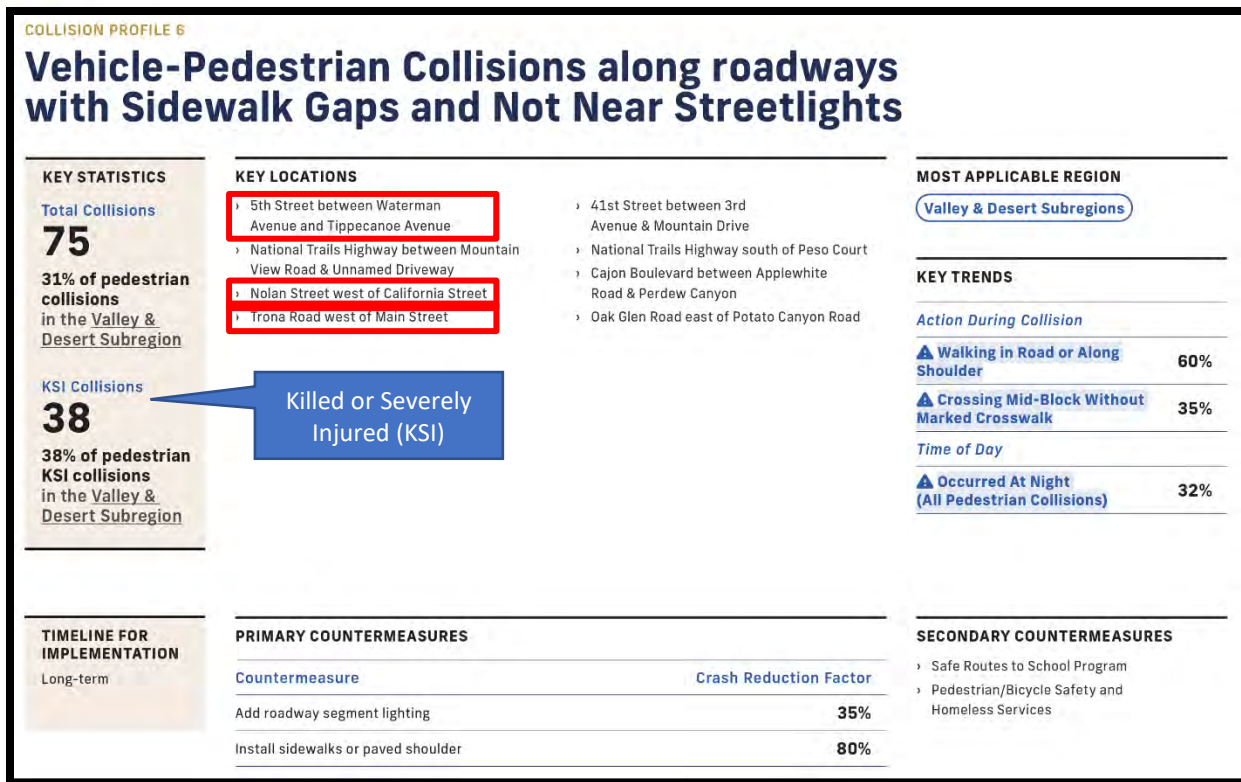 COLLISION PROFILE 6
Vehicle-Pedestrian Collisions along roadways
with Sidewalk Gaps and Not Near Streetlights
KEY STATISTICS
Total Collisions
75
31% of pedestrian
collisions
in the Valley &
Desert Subregion
KSI Collisions
38
38% of pedestrian
KSI collisions
in the Valley &
Desert Subregion
KEY LOCATIONS
› 5th Street between Waterman
Avenue and Tippecanoe Avenue
› National Trails Highway between Mountain
View Road & Unnamed Driveway
› Nolan Street west of California Street
› Trona Road west of Main Street
› 41st Street between 3rd
Avenue & Mountain Drive
› National Trails Highway south of Peso Court
› Cajon Boulevard between Applewhite
Road & Perdew Canyon
› Oak Glen Road east of Potato Canyon Road
Killed or Severely
Injured (KSI)
MOST APPLICABLE REGION
Valley & Desert Subregions
KEY TRENDS
Action During Collision
Walking in Road or Along
Shoulder 60%
Crossing Mid-Block Without
Marked Crosswalk 35%
Time of Day
Occurred At Night
(All Pedestrian Collisions) 32%
TIMELINE FOR
IMPLEMENTATION
Long-term
PRIMARY COUNTERMEASURES
Countermeasure Crash Reduction Factor
Add roadway segment lighting 35%
Install sidewalks or paved shoulder 80%
SECONDARY COUNTERMEASURES
› Safe Routes to School Program
› Pedestrian/Bicycle Safety and
Homeless Services